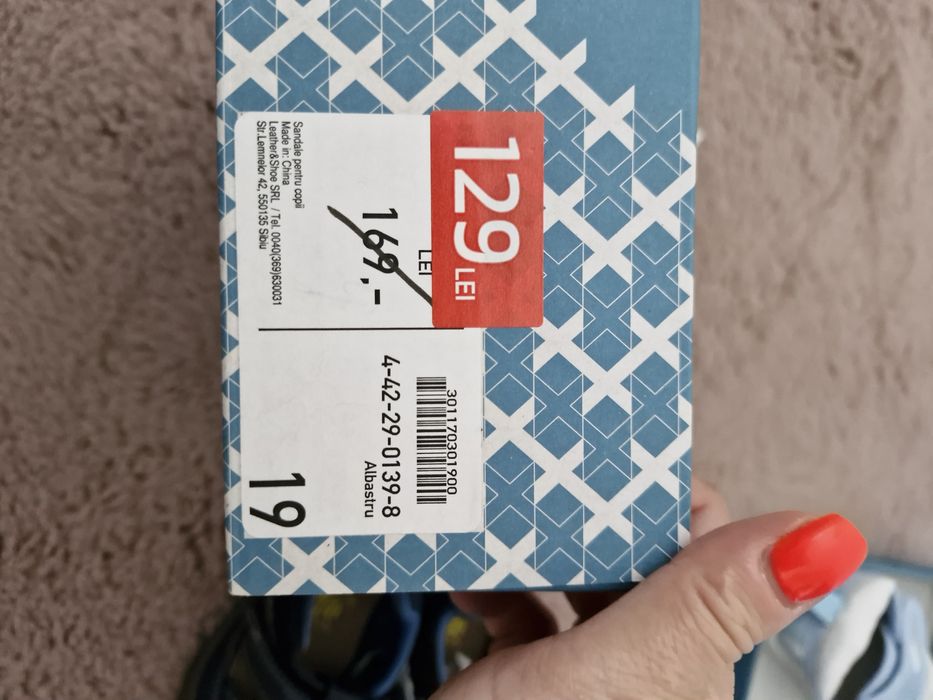 Sandale pentru copii
Made in: China
Leather&Shoe SRL / Tel. 0040(369)630031
Str.Lemnelor 42, 550135 Sibiu
129 LEI
LEI
169,-
301170301900
4-42-29-0139-8
Albastru
19